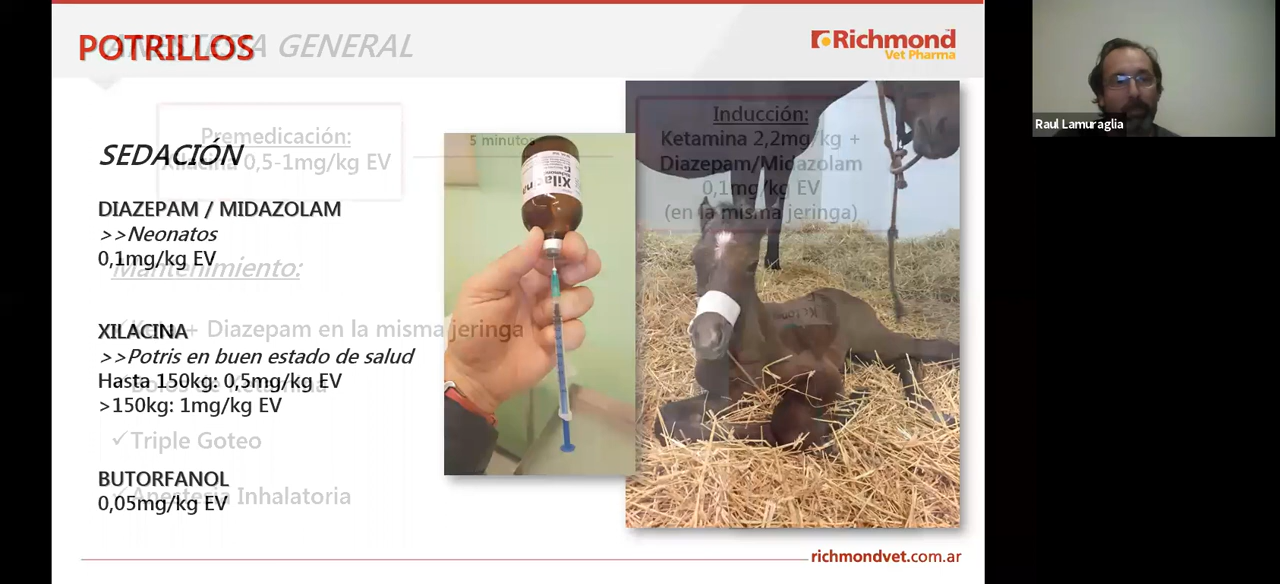 POTRILLOS
ANESTESIA GENERAL
Richmond
Vet Pharma
Raul Lamuraglia
Premedicación:
Xilacina 0,5-1mg/kg EV
5 minutos
Inducción:
Ketamina 2,2mg/kg +
Diazepam/Midazolam
0,1mg/kg EV
(en la misma jeringa)
SEDACIÓN
DIAZEPAM / MIDAZOLAM
>>Neonatos
0,1mg/kg EV
Mantenimiento:
XILACINA
+ Diazepam en la misma jeringa
>>Potris en buen estado de salud
Hasta 150kg: 0,5mg/kg EV
>150kg: 1mg/kg EV
✓Triple Goteo
BUTORFANOL
✓Anestesia Inhalatoria
0,05mg/kg EV
Xilacina
richmondvet.com.ar